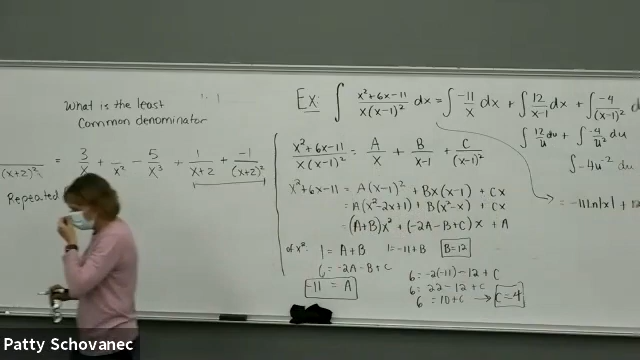 What is the least
common denominator
(x+2)² = 3/x + 1/x² - 5/x³ + 1/(x+2) + -1/(x+2)²
Repeated
Ex: ∫ (x²+6x-11)/(x(x-1)²) dx = ∫ -11/x dx + ∫ 12/(x-1) dx + ∫ -4/(x-1)² dx
∫ 12/u du + ∫ -4/u² du
∫ -4u⁻² du
= -11 ln|x| + 12
(x²+6x-11)/(x(x-1)²) = A/x + B/(x-1) + C/(x-1)²
x²+6x-11 = A(x-1)² + Bx(x-1) + Cx
= A(x²-2x+1) + B(x²-x) + Cx
= (A+B)x² + (-2A-B+C)x + A
of x²: 1 = A+B 1 = -11+B B=12
6 = -2A-B+C
-11 = A
6 = -2(-11) -12 + C
6 = 22 -12 + C
6 = 10+C → C=-4
Patty Schovanec